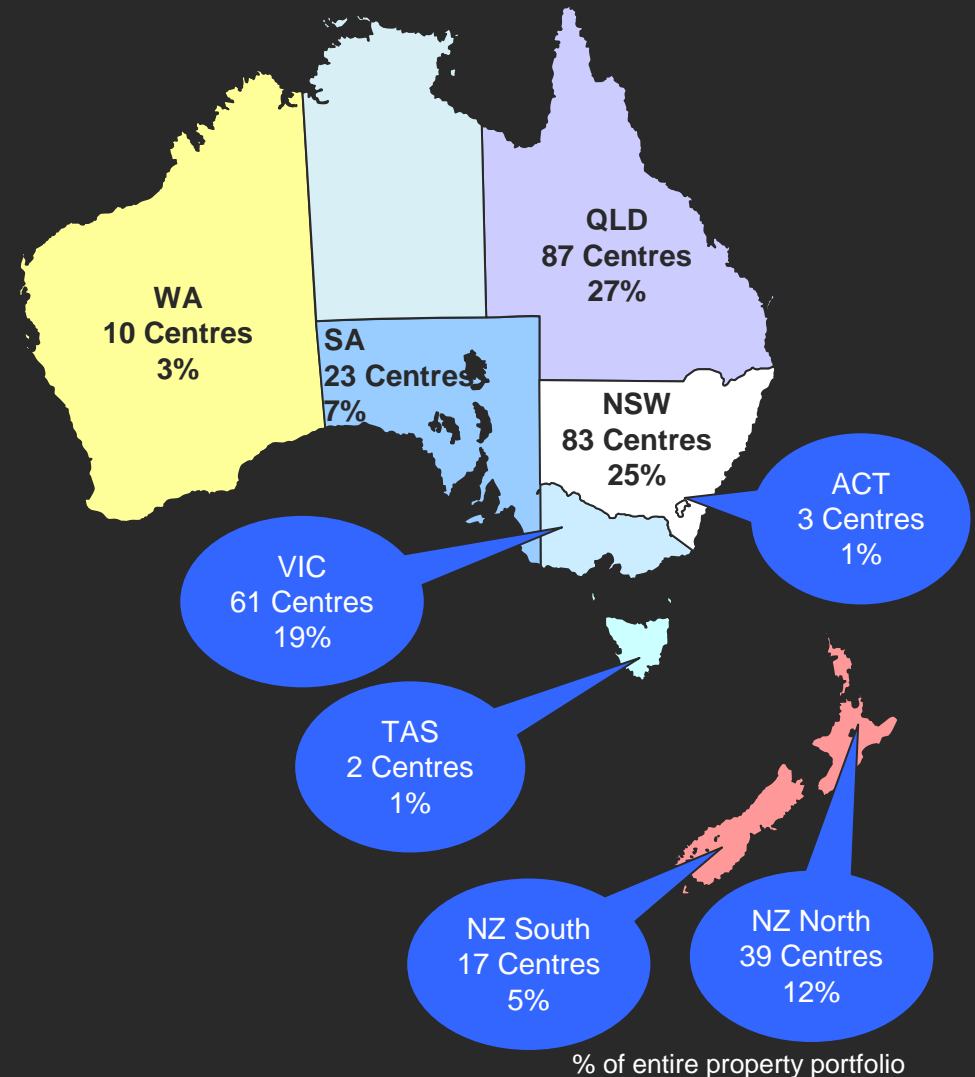 QLD
87 Centres
27%
WA
10 Centres
3%
SA
23 Centres
7%
NSW
83 Centres
25%
ACT
3 Centres
1%
VIC
61 Centres
19%
TAS
2 Centres
1%
NZ South
17 Centres
5%
NZ North
39 Centres
12%
% of entire property portfolio